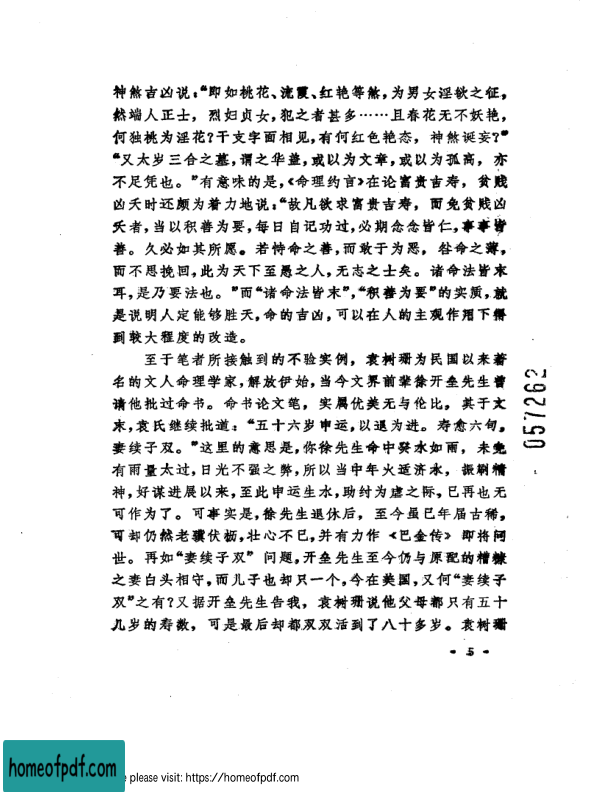 神煞吉凶说：“即如桃花、流霞、红艳等煞，为男女淫欲之征，
然端人正士，烈妇贞女，犯之者甚多……且春花无不妖艳，
何独桃为淫花？干支字面相见，有何红色艳态，神煞诞妄？”
“又太岁三合之墓，谓之华盖，或以为文章，或以为孤高，亦
不足凭也。”有意味的是，《命理约言》在论富贵吉寿，贫贱
凶夭时还颇为着力地说：“故凡欲求富贵吉寿，而免贫贱凶
夭者，当以积善为要，每日自记功过，必期念念皆仁，事事皆
善。久必如其所愿。若恃命之善，而敢于为恶，咎命之薄，
而不思挽回，此为天下至愚之人，无志之士矣。诸命法皆末
耳，是乃要法也。”而“诸命法皆末”，“积善为要”的实质，就
是说明人定能够胜天，命的吉凶，可以在人的主观作用下得
到较大程度的改造。
至于笔者所接触到的不验实例，袁树珊为民国以来著
名的文人命理学家，解放伊始，当今文界前辈徐开垒先生曾
请他批过命书。命书论文笔，实属优美无与伦比，其于文
末，袁氏继续批道：“五十六岁申运，以退为进。寿愈六旬，
妻续子双。”这里的意思是，你徐先生命中癸水如雨，未免
有雨量太过，日光不强之弊，所以当中年火运济水，振刷精
神，好谋进展以来，至此申运生水，助纣为虐之际，已再也无
可作为了。可事实是，徐先生退休后，至今虽已年届古稀，
可却仍然老骥伏枥，壮心不已，并有力作《巴金传》即将问
世。再如“妻续子双”问题，开垒先生至今仍与原配的糟糠
之妻白头相守，而儿子也却只一个，今在美国，又何“妻续子
双”之有？又据开垒先生告我，袁树珊说他父母都只有五十
几岁的寿数，可是最后却都双双活到了八十多岁。袁树珊
• 5 •
057262
homeofpdf.com
e please visit: https://homeofpdf.com